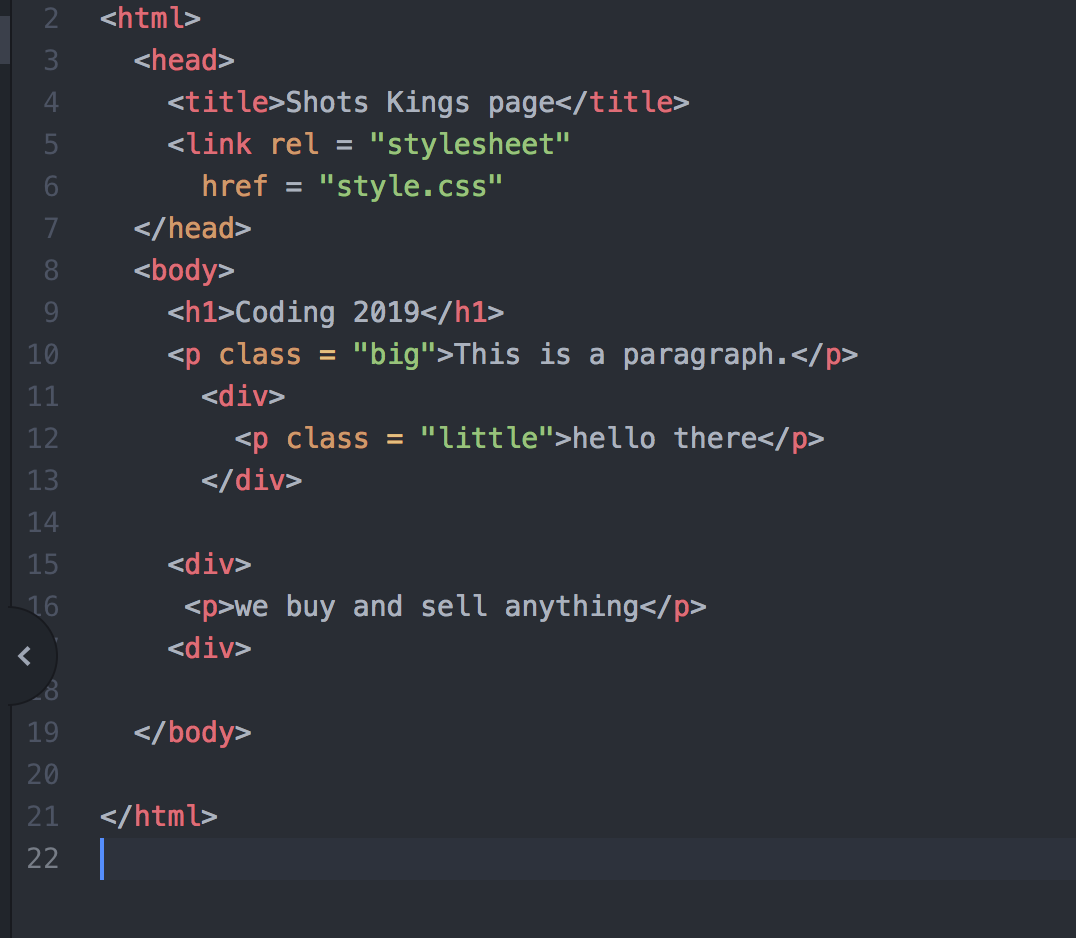 2 <html>
3 <head>
4 <title>Shots Kings page</title>
5 <link rel = "stylesheet"
6 href = "style.css"
7 </head>
8 <body>
9 <h1>Coding 2019</h1>
10 <p class = "big">This is a paragraph.</p>
11 <div>
12 <p class = "little">hello there</p>
13 </div>
14
15 <div>
16 <p>we buy and sell anything</p>
<div>
18
19 </body>
20
21 </html>
22